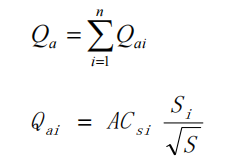 Q_a = \sum_{i=1}^{n} Q_{ai}
Q_{ai} = AC_{si} \frac{S_i}{\sqrt{S}}